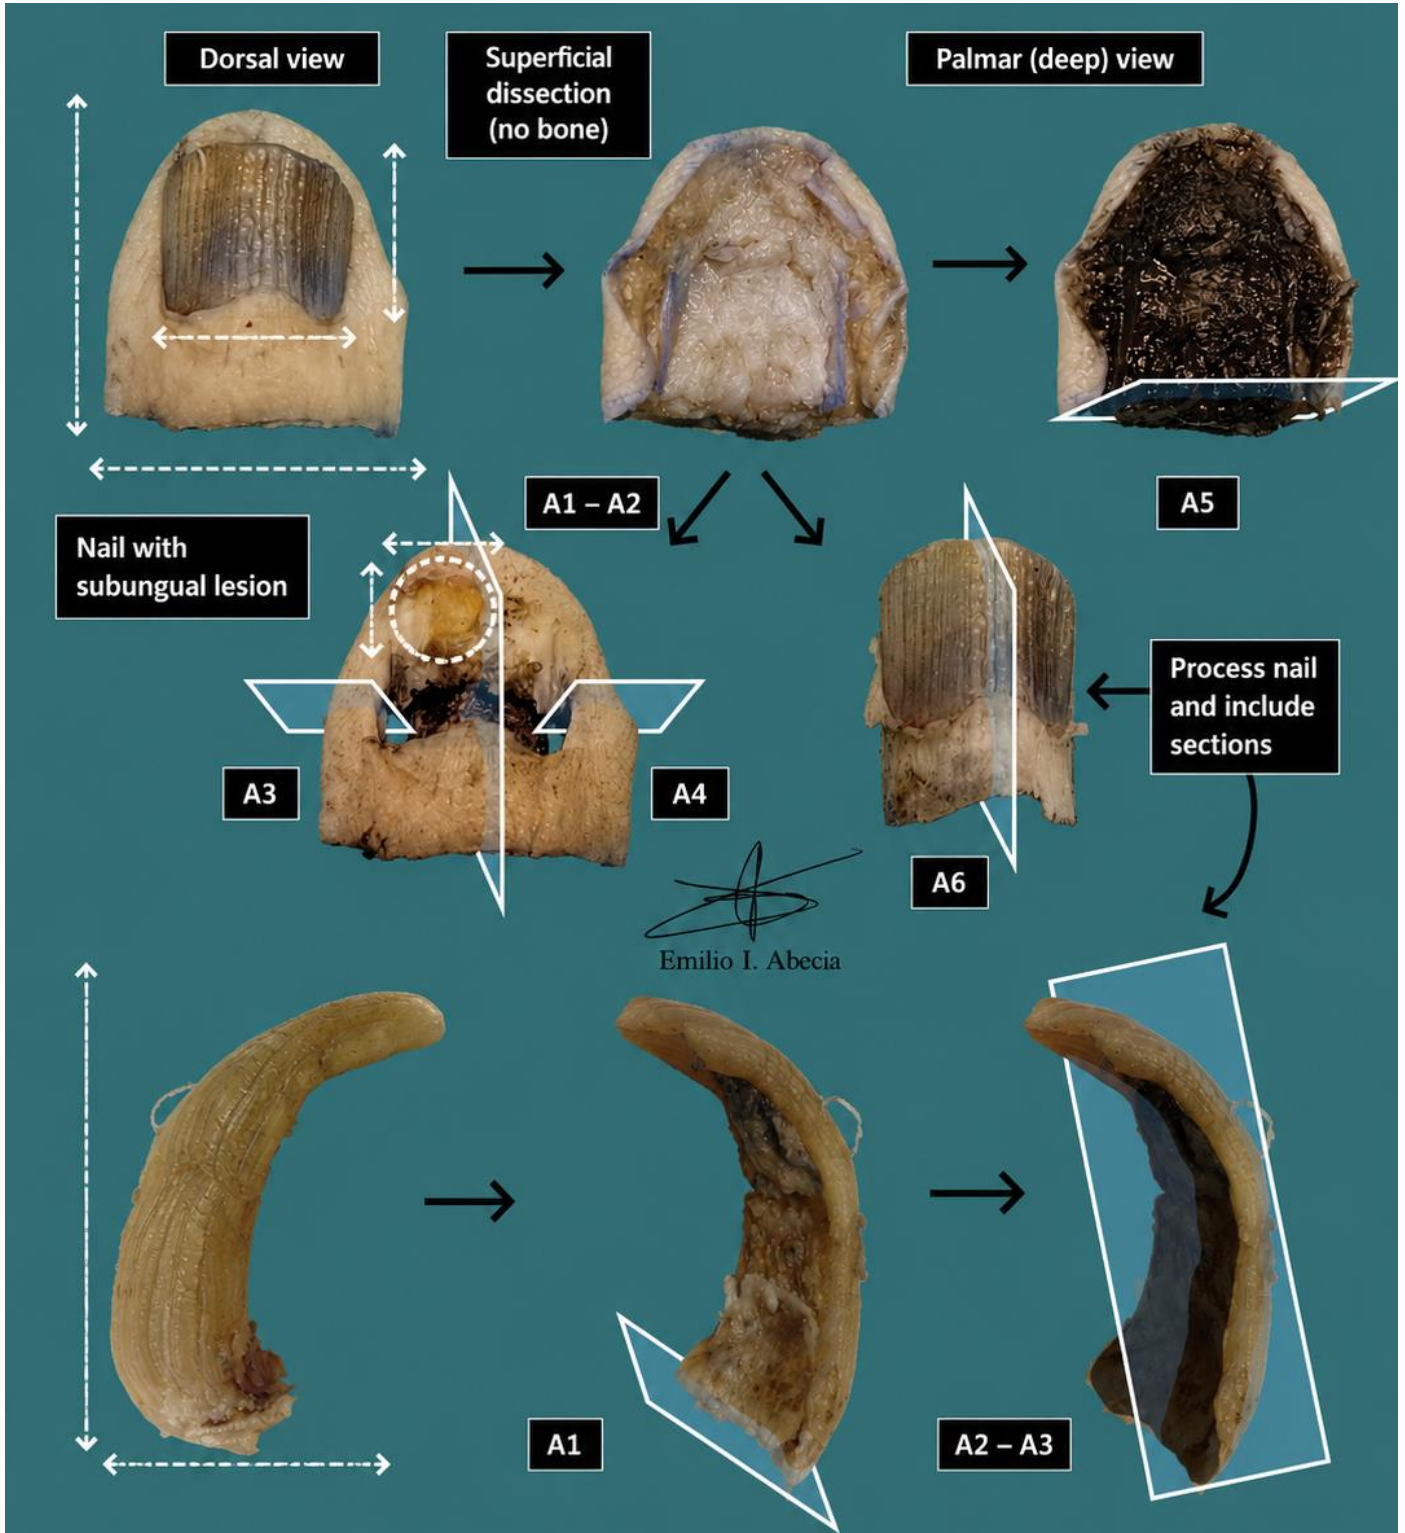 Dorsal view
Superficial
dissection
(no bone)
Palmar (deep) view
A1 – A2
A5
Nail with
subungual lesion
Process nail
and include
sections
A3
A4
A6
Emilio I. Abecia
A1
A2 – A3